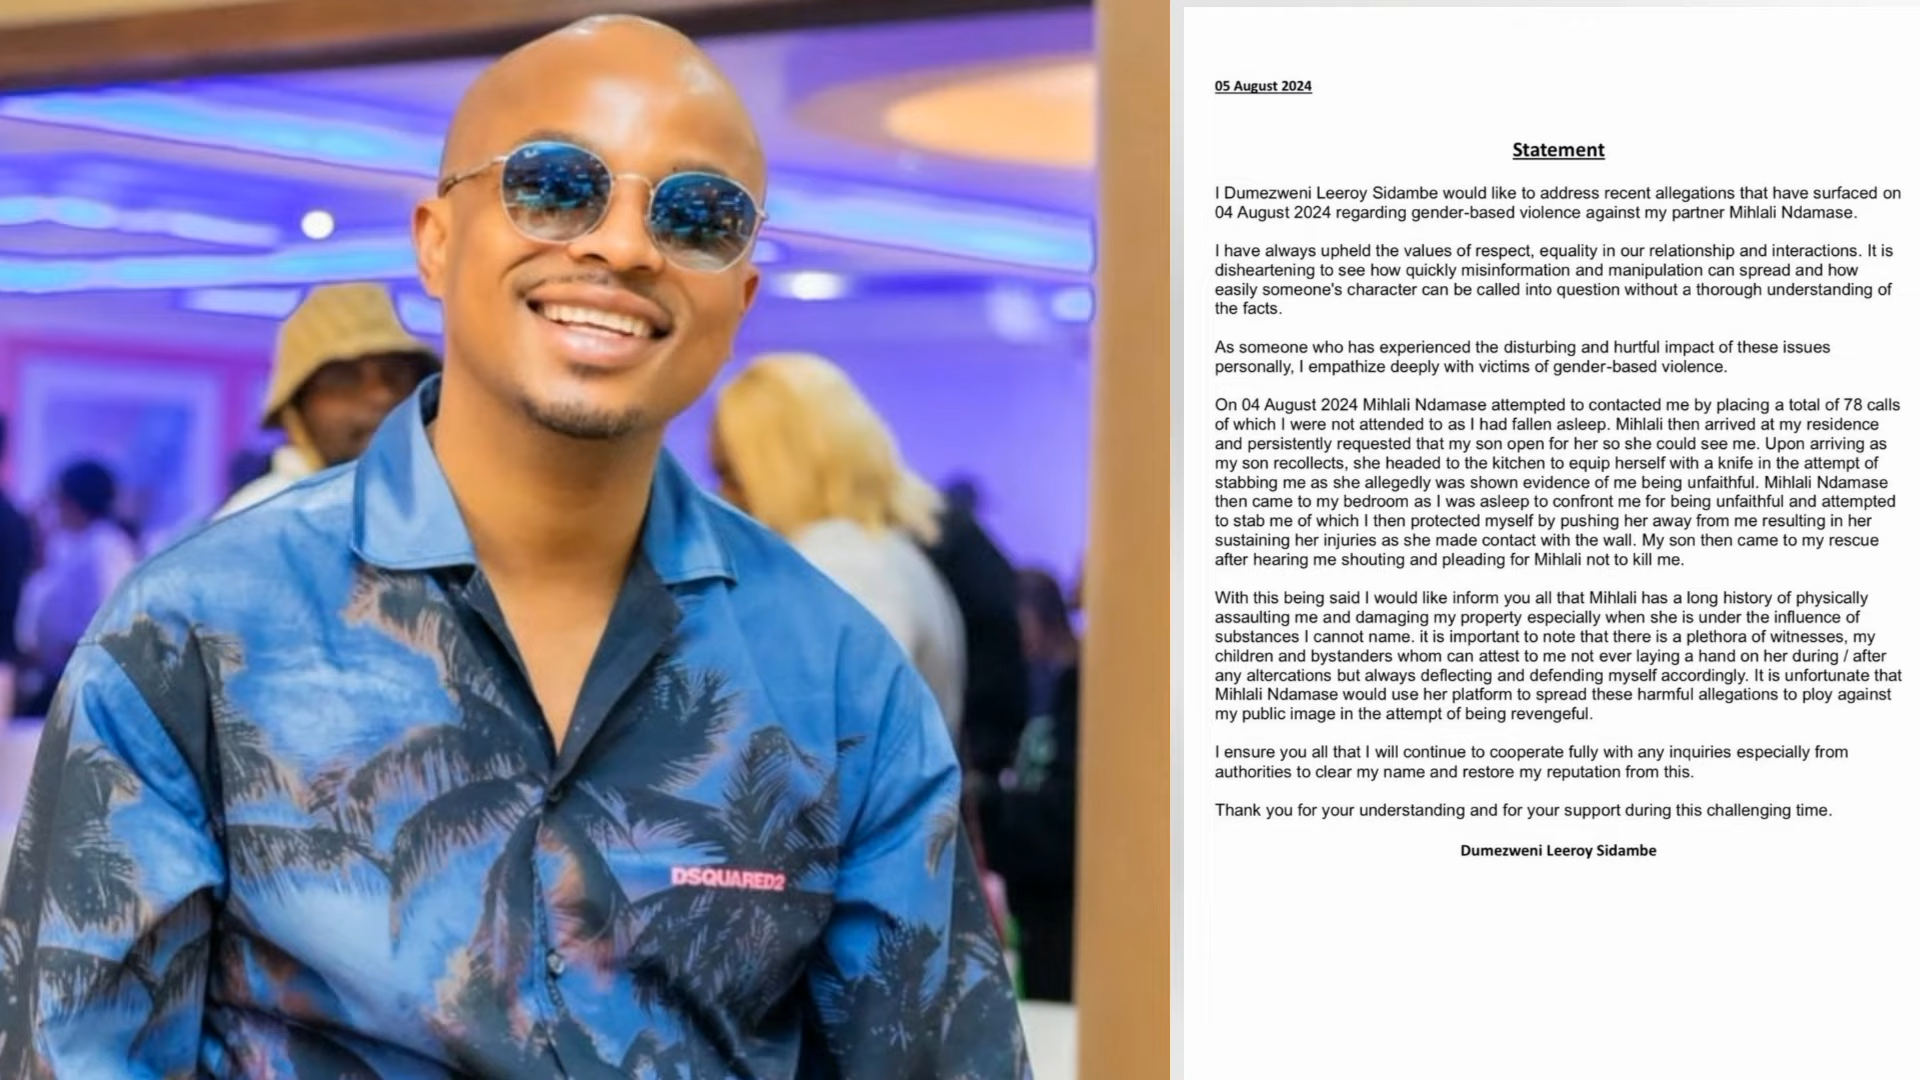 DSQUARED2
05 August 2024
Statement
I Dumezweni Leeroy Sidambe would like to address recent allegations that have surfaced on
04 August 2024 regarding gender-based violence against my partner Mihlali Ndamase.
I have always upheld the values of respect, equality in our relationship and interactions. It is
disheartening to see how quickly misinformation and manipulation can spread and how
easily someone's character can be called into question without a thorough understanding of
the facts.
As someone who has experienced the disturbing and hurtful impact of these issues
personally, I empathize deeply with victims of gender-based violence.
On 04 August 2024 Mihlali Ndamase attempted to contacted me by placing a total of 78 calls
of which I were not attended to as I had fallen asleep. Mihlali then arrived at my residence
and persistently requested that my son open for her so she could see me. Upon arriving as
my son recollects, she headed to the kitchen to equip herself with a knife in the attempt of
stabbing me as she allegedly was shown evidence of me being unfaithful. Mihlali Ndamase
then came to my bedroom as I was asleep to confront me for being unfaithful and attempted
to stab me of which I then protected myself by pushing her away from me resulting in her
sustaining her injuries as she made contact with the wall. My son then came to my rescue
after hearing me shouting and pleading for Mihlali not to kill me.
With this being said I would like inform you all that Mihlali has a long history of physically
assaulting me and damaging my property especially when she is under the influence of
substances I cannot name. it is important to note that there is a plethora of witnesses, my
children and bystanders whom can attest to me not ever laying a hand on her during / after
any altercations but always deflecting and defending myself accordingly. It is unfortunate that
Mihlali Ndamase would use her platform to spread these harmful allegations to ploy against
my public image in the attempt of being revengeful.
I ensure you all that I will continue to cooperate fully with any inquiries especially from
authorities to clear my name and restore my reputation from this.
Thank you for your understanding and for your support during this challenging time.
Dumezweni Leeroy Sidambe